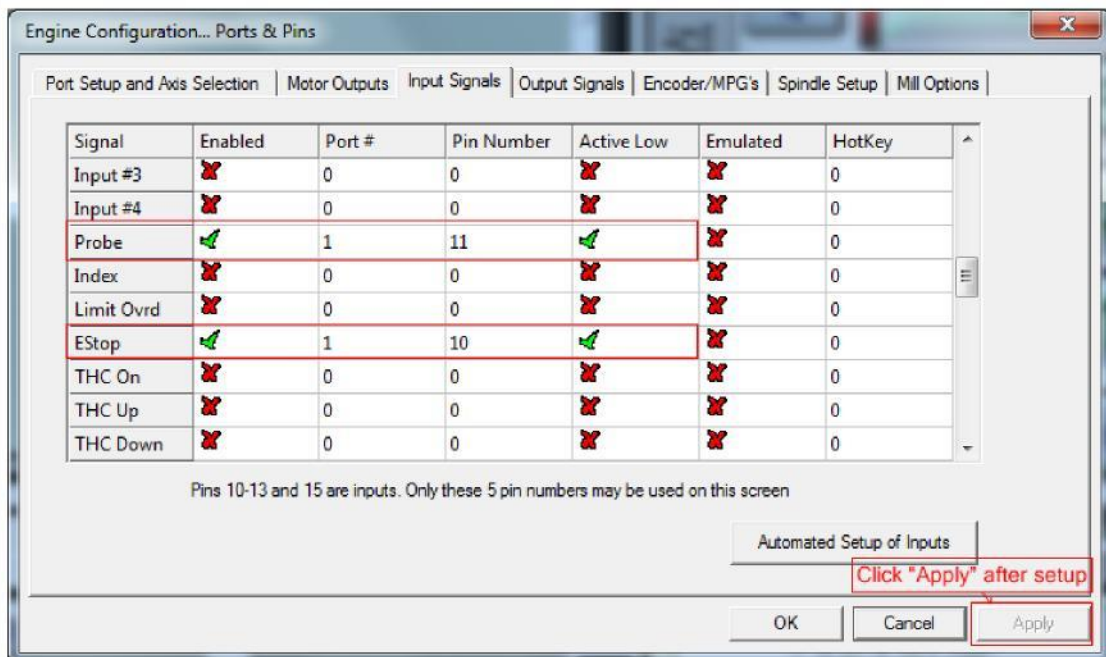 Engine Configuration... Ports & Pins
Port Setup and Axis Selection Motor Outputs Input Signals Output Signals Encoder/MPG's Spindle Setup Mill Options
Signal Enabled Port # Pin Number Active Low Emulated HotKey
Input #3 0 0 0
Input #4 0 0 0
Probe 1 11 0
Index 0 0 0
Limit Ovrd 0 0 0
EStop 1 10 0
THC On 0 0 0
THC Up 0 0 0
THC Down 0 0 0
Pins 10-13 and 15 are inputs. Only these 5 pin numbers may be used on this screen
Automated Setup of Inputs
Click "Apply" after setup
OK Cancel Apply